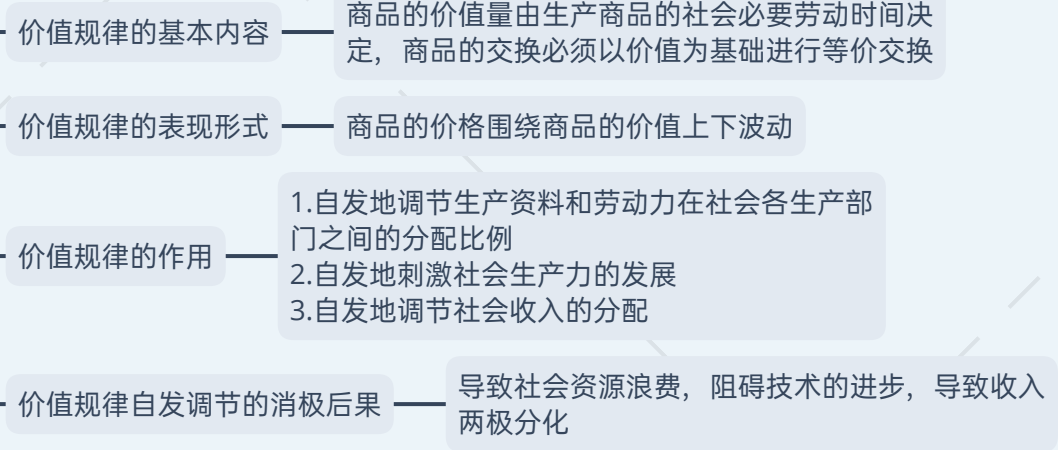 价值规律的基本内容
商品的价值量由生产商品的社会必要劳动时间决
定，商品的交换必须以价值为基础进行等价交换
价值规律的表现形式
商品的价格围绕商品的价值上下波动
价值规律的作用
1.自发地调节生产资料和劳动力在社会各生产部
门之间的分配比例
2.自发地刺激社会生产力的发展
3.自发地调节社会收入的分配
价值规律自发调节的消极后果
导致社会资源浪费，阻碍技术的进步，导致收入
两极分化